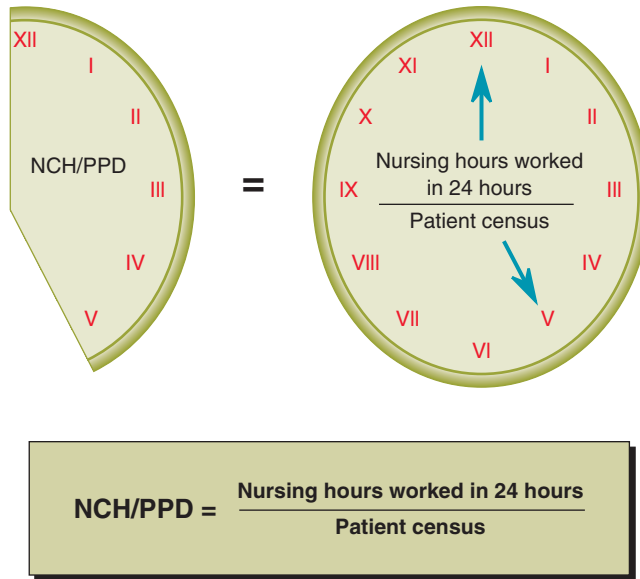 XII
I
II
NCH/PPD
III
IV
V
=
XII
XI
I
X
II
Nursing hours worked
in 24 hours
IX
III
Patient census
VIII
IV
VII
V
VI
NCH/PPD = Nursing hours worked in 24 hours
Patient census